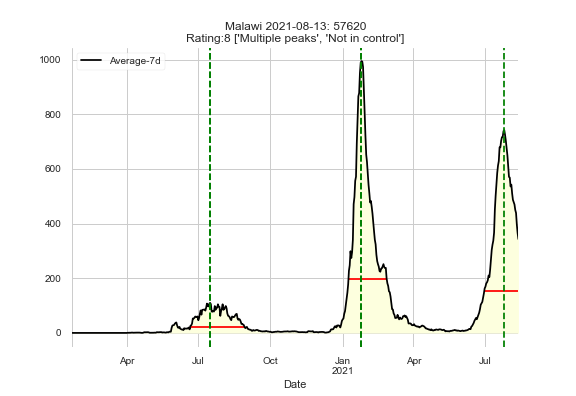 Malawi 2021-08-13: 57620
Rating:8 ['Multiple peaks', 'Not in control']
Average-7d
1000
800
600
400
200
0
Apr
Jul
Oct
Jan
2021
Apr
Jul
Date